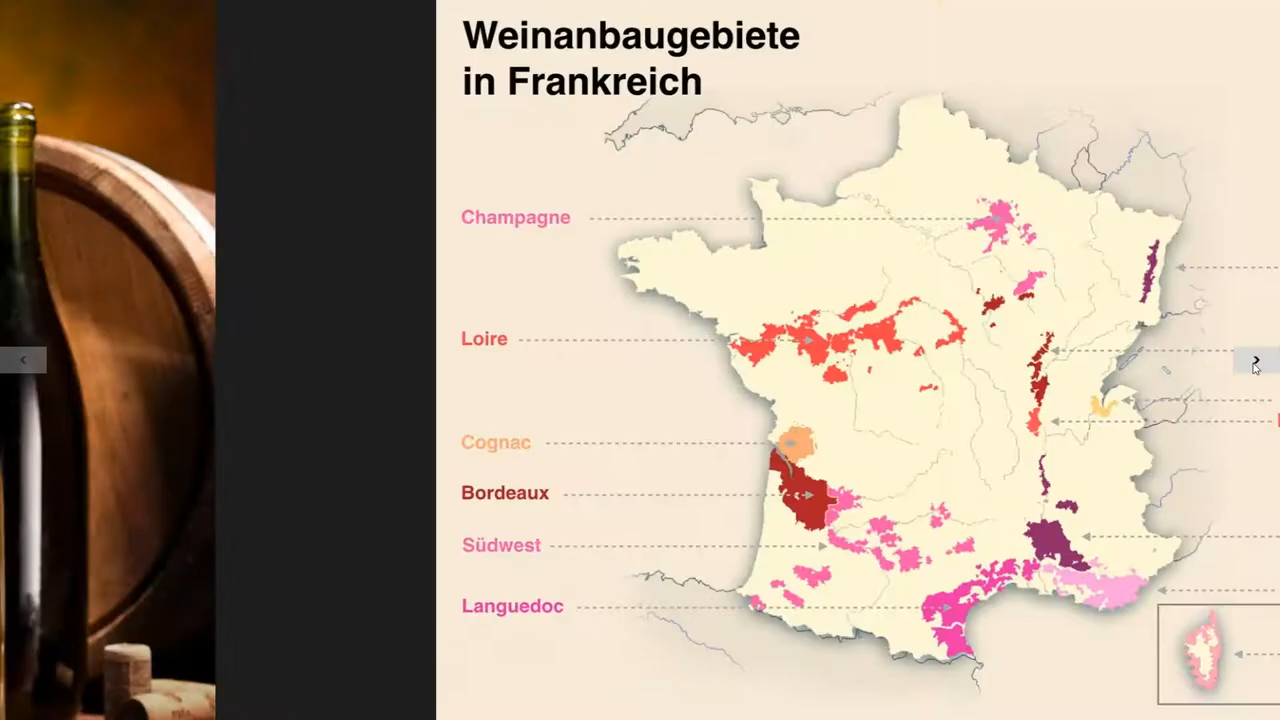 Weinanbaugebiete
in Frankreich
Champagne
Loire
Cognac
Bordeaux
Südwest
Languedoc